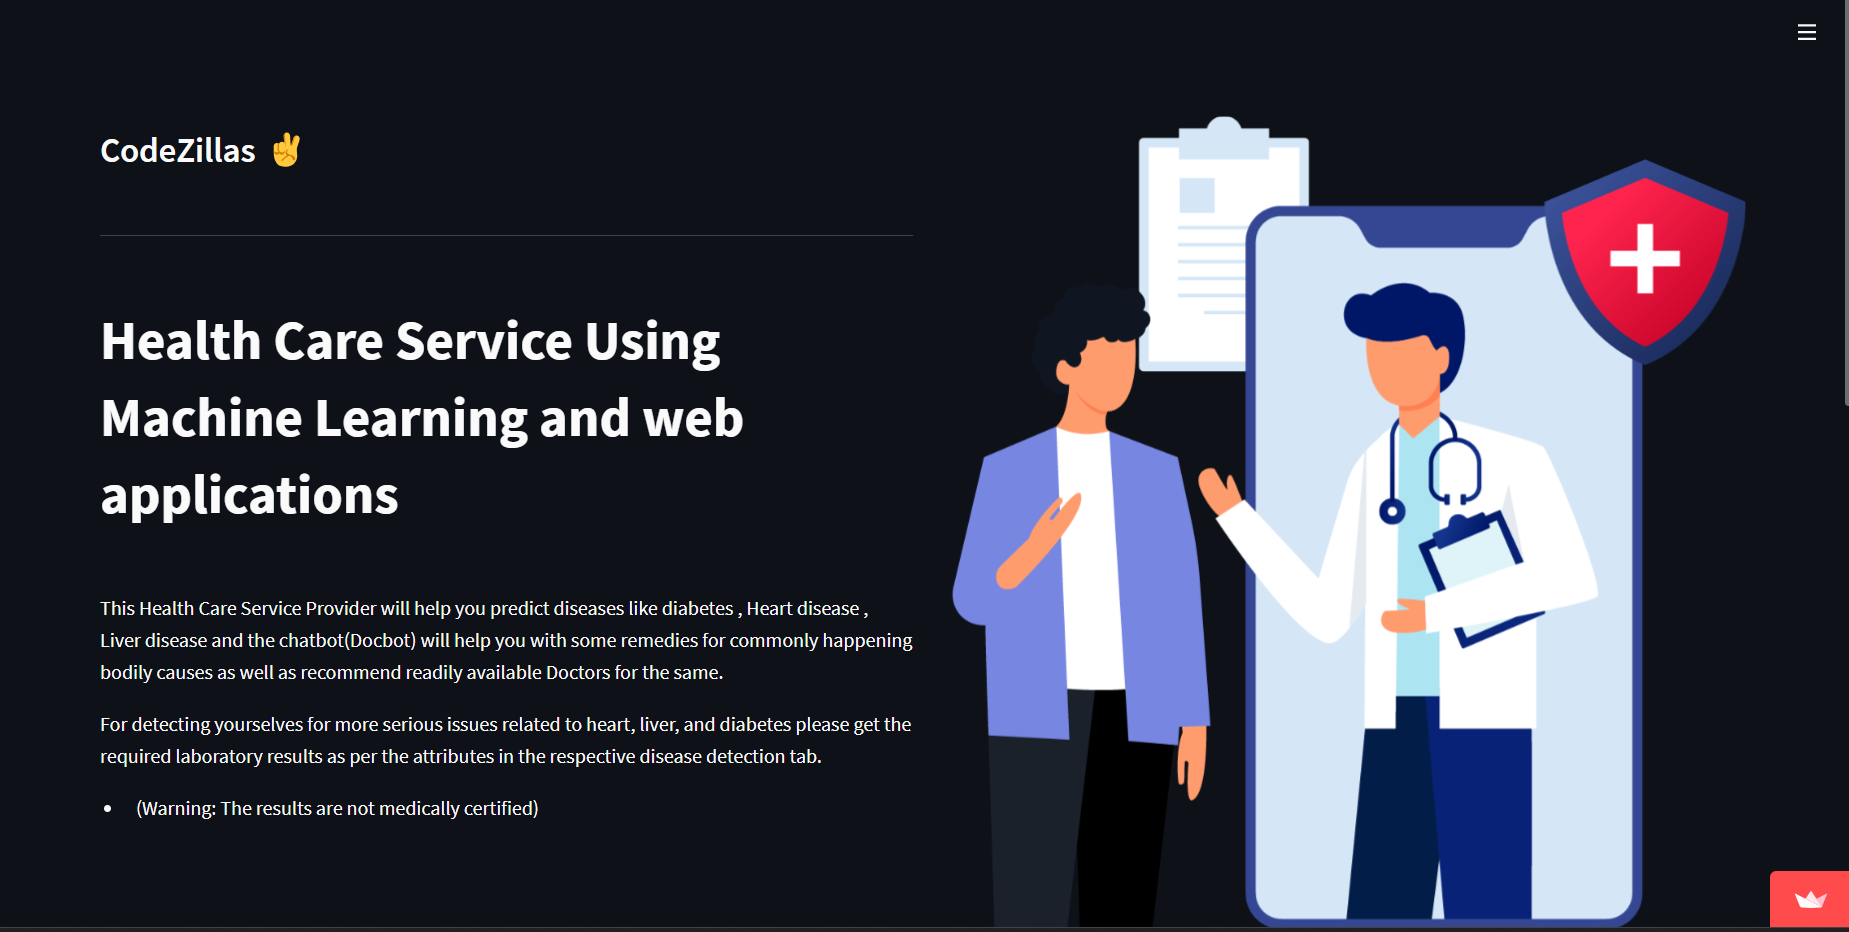 CodeZillas ✌
Health Care Service Using
Machine Learning and web
applications
This Health Care Service Provider will help you predict diseases like diabetes , Heart disease ,
Liver disease and the chatbot(Docbot) will help you with some remedies for commonly happening
bodily causes as well as recommend readily available Doctors for the same.
For detecting yourselves for more serious issues related to heart, liver, and diabetes please get the
required laboratory results as per the attributes in the respective disease detection tab.
• (Warning: The results are not medically certified)